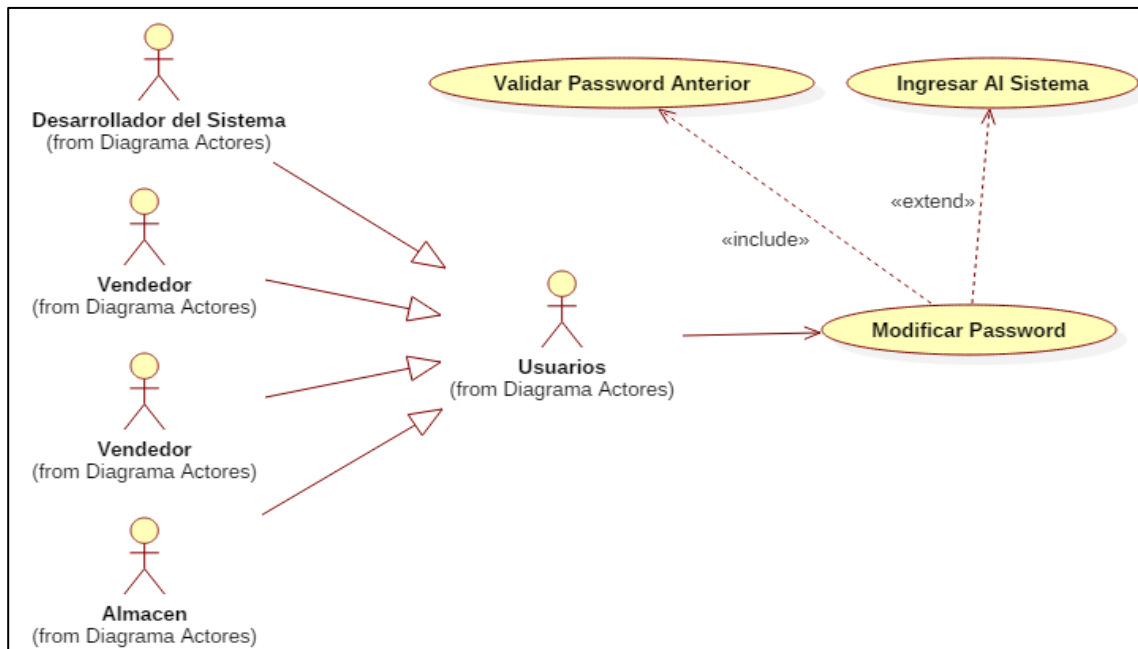 Desarrollador del Sistema
(from Diagrama Actores)
Vendedor
(from Diagrama Actores)
Vendedor
(from Diagrama Actores)
Almacen
(from Diagrama Actores)
Usuarios
(from Diagrama Actores)
Validar Password Anterior
Ingresar Al Sistema
«include»
«extend»
Modificar Password